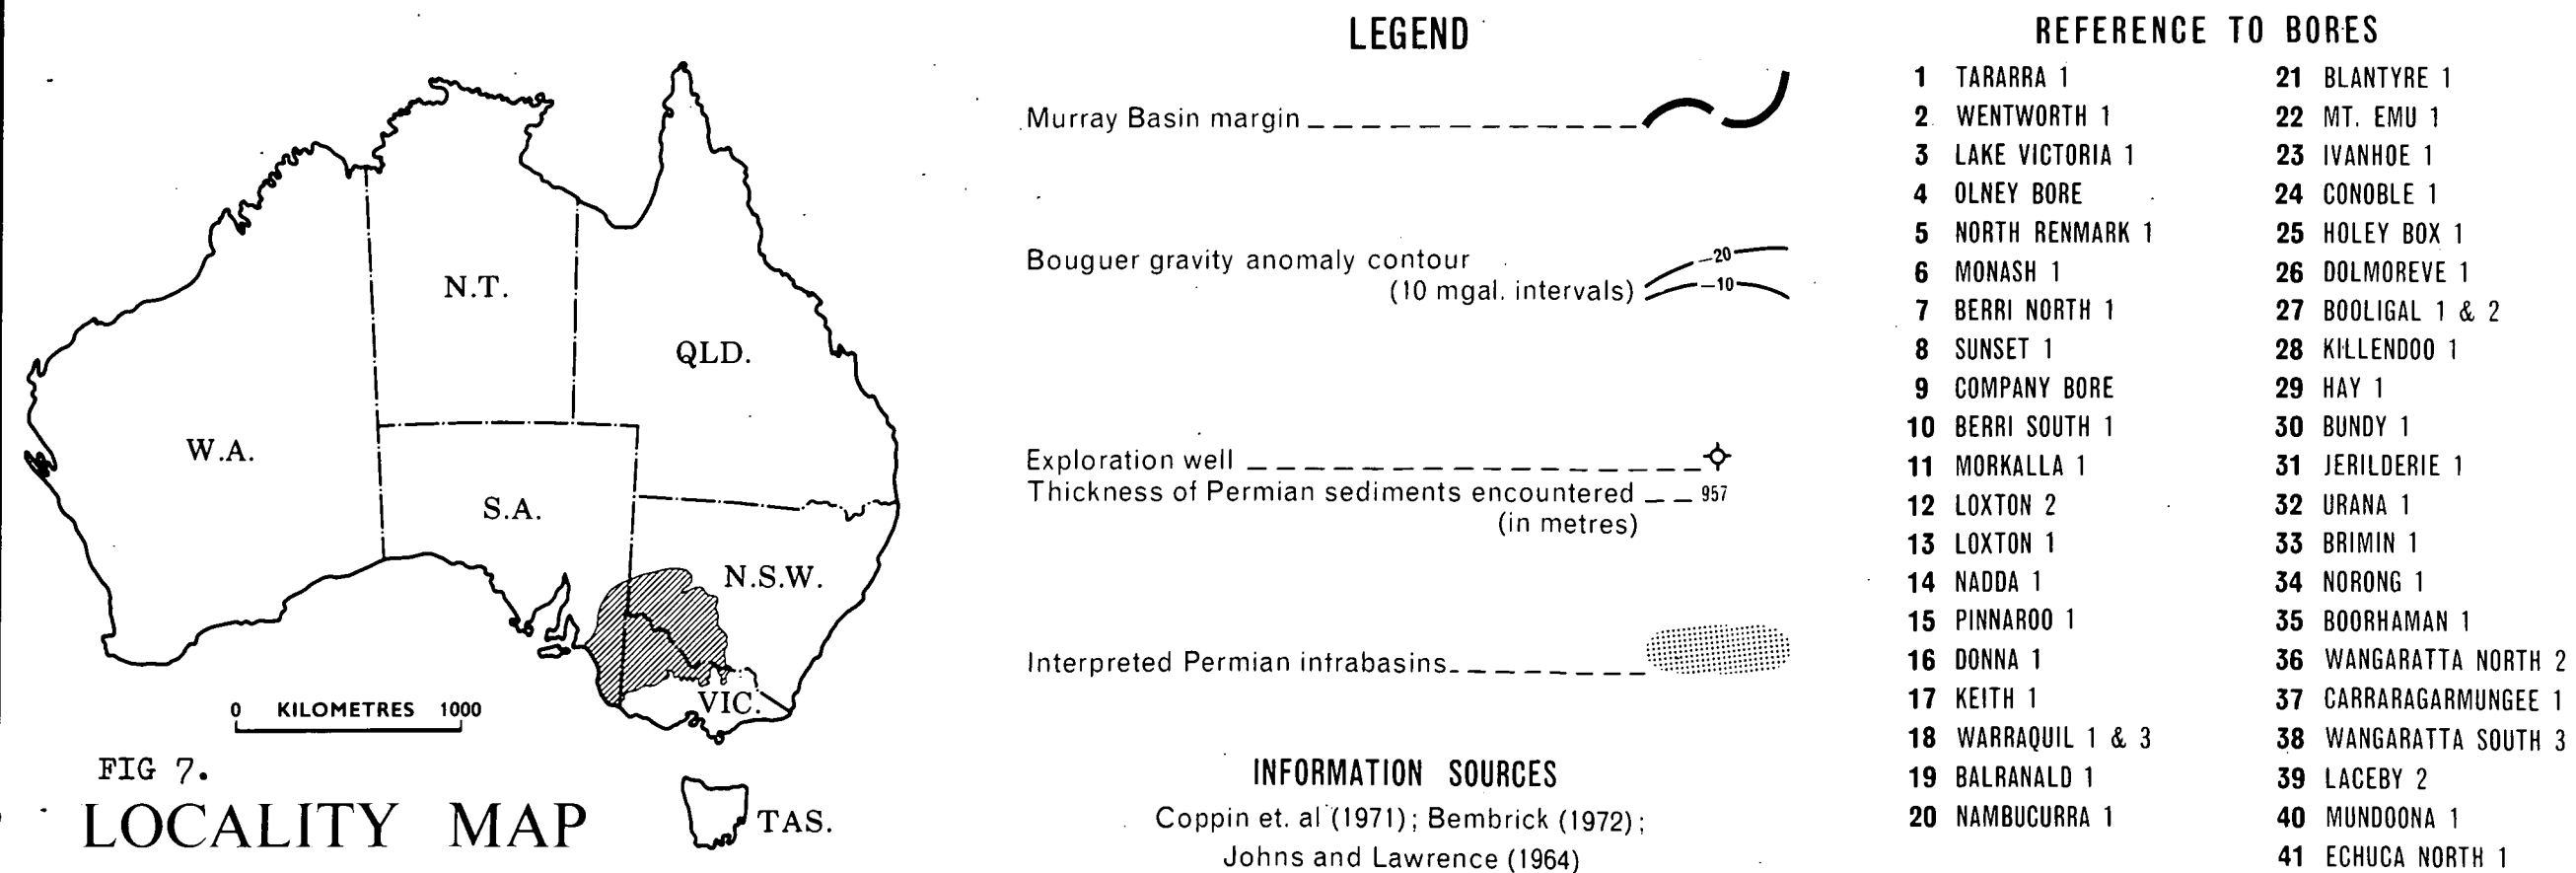 N.T.
QLD.
W.A.
S.A.
N.S.W.
VIC.
TAS.
0 KILOMETRES 1000
FIG 7.
LOCALITY MAP
LEGEND
Murray Basin margin
Bouguer gravity anomaly contour
(10 mgal. intervals)
-20
-10
Exploration well
Thickness of Permian sediments encountered 957
(in metres)
Interpreted Permian infrabasins
INFORMATION SOURCES
Coppin et. al (1971); Bembrick (1972);
Johns and Lawrence (1964)
REFERENCE TO BORES
1 TARARRA 1
2 WENTWORTH 1
3 LAKE VICTORIA 1
4 OLNEY BORE
5 NORTH RENMARK 1
6 MONASH 1
7 BERRI NORTH 1
8 SUNSET 1
9 COMPANY BORE
10 BERRI SOUTH 1
11 MORKALLA 1
12 LOXTON 2
13 LOXTON 1
14 NADDA 1
15 PINNAROO 1
16 DONNA 1
17 KEITH 1
18 WARRAQUIL 1 & 3
19 BALRANALD 1
20 NAMBUCURRA 1
21 BLANTYRE 1
22 MT. EMU 1
23 IVANHOE 1
24 CONOBLE 1
25 HOLEY BOX 1
26 DOLMOREVE 1
27 BOOLIGAL 1 & 2
28 KILLENDOO 1
29 HAY 1
30 BUNDY 1
31 JERILDERIE 1
32 URANA 1
33 BRIMIN 1
34 NORONG 1
35 BOORHAMAN 1
36 WANGARATTA NORTH 2
37 CARRARAGARMUNGEE 1
38 WANGARATTA SOUTH 3
39 LACEBY 2
40 MUNDOONA 1
41 ECHUCA NORTH 1